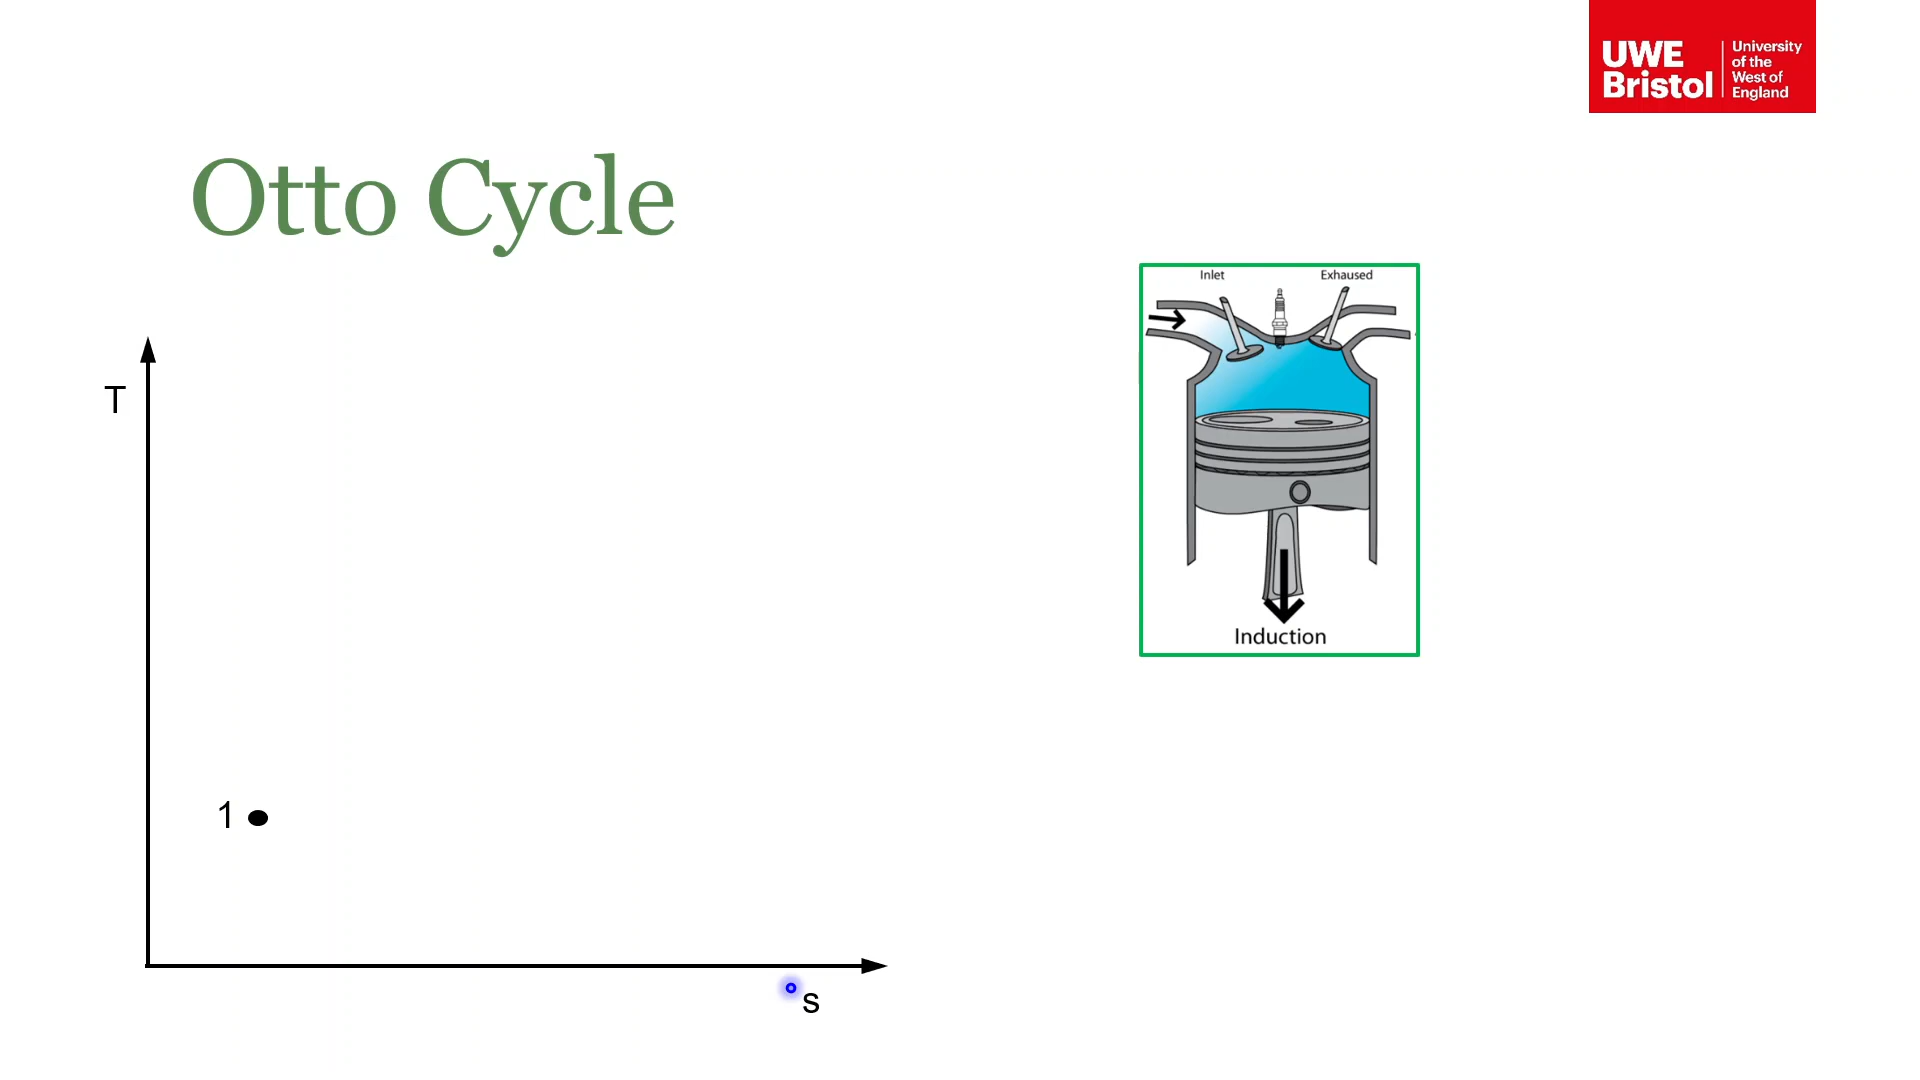 UWE
Bristol
University
of the
West of
England
Otto Cycle
Inlet
Exhaused
Induction
T
1
s